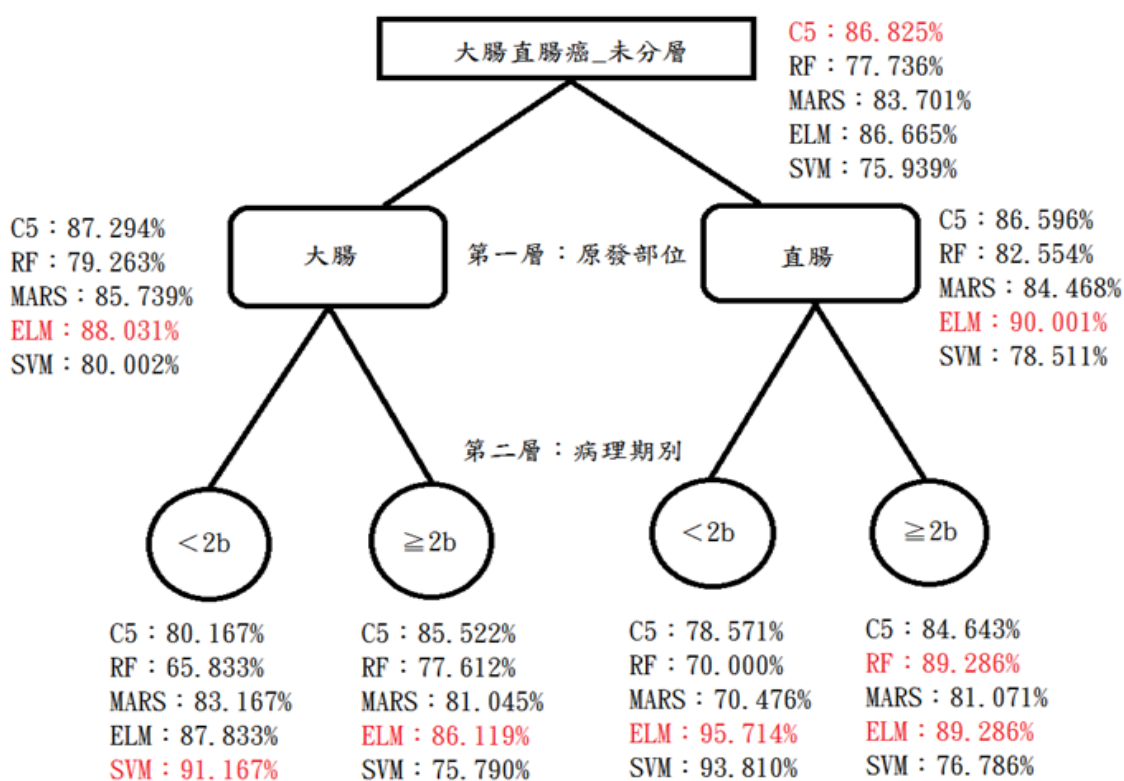 大腸直腸癌_未分層
C5：86.825%
RF：77.736%
MARS：83.701%
ELM：86.665%
SVM：75.939%
C5：87.294%
RF：79.263%
MARS：85.739%
ELM：88.031%
SVM：80.002%
大腸
第一層：原發部位
直腸
C5：86.596%
RF：82.554%
MARS：84.468%
ELM：90.001%
SVM：78.511%
第二層：病理期別
＜2b
≧2b
＜2b
≧2b
C5：80.167%
RF：65.833%
MARS：83.167%
ELM：87.833%
SVM：91.167%
C5：85.522%
RF：77.612%
MARS：81.045%
ELM：86.119%
SVM：75.790%
C5：78.571%
RF：70.000%
MARS：70.476%
ELM：95.714%
SVM：93.810%
C5：84.643%
RF：89.286%
MARS：81.071%
ELM：89.286%
SVM：76.786%